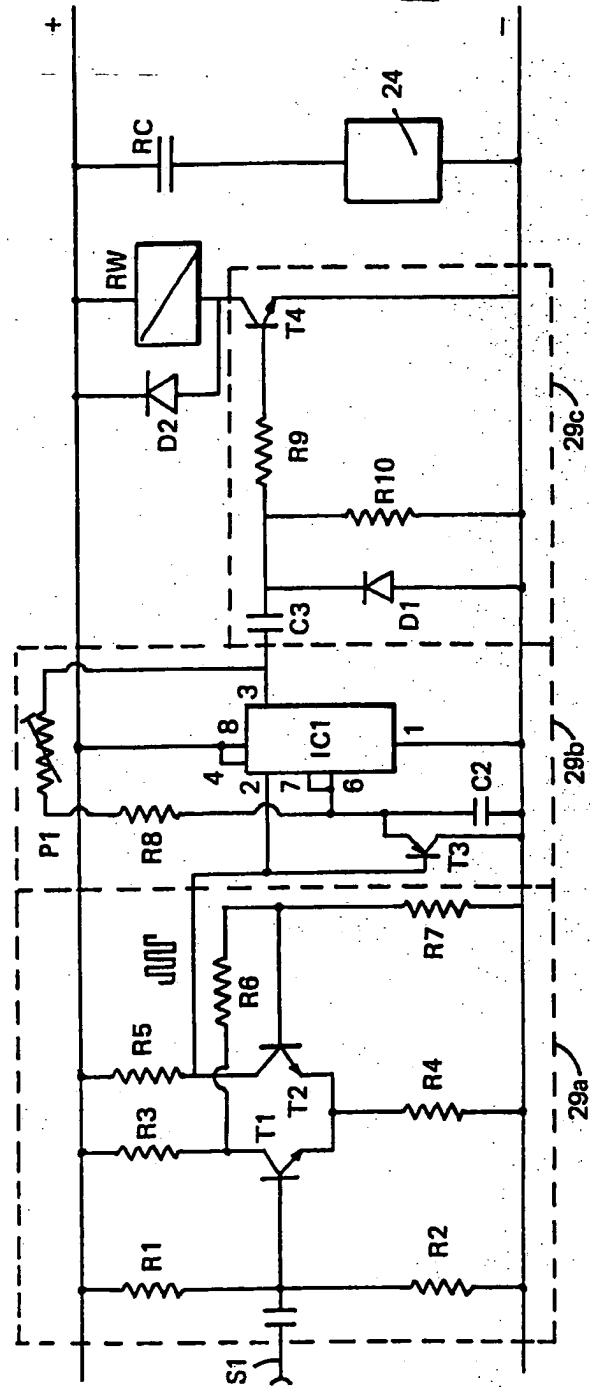 +
−
S1
R1
R2
R3
R5
T1
T2
R4
R6
R7
29a
P1
R8
2
4
8
7
6
3
1
IC1
T3
C2
29b
C3
D1
R10
R9
T4
29c
D2
RW
RC
24